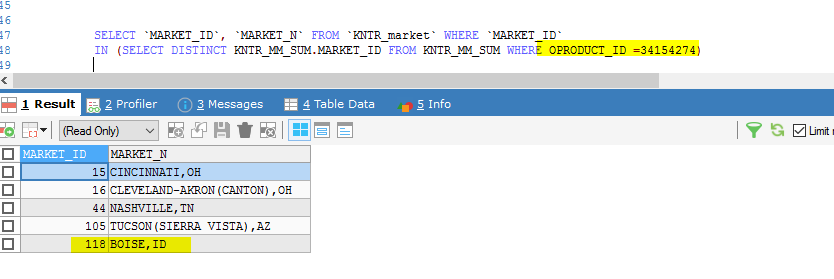 45
46
47 SELECT `MARKET_ID`, `MARKET_N` FROM `KNTR_market` WHERE `MARKET_ID`
48 IN (SELECT DISTINCT KNTR_MM_SUM.MARKET_ID FROM KNTR_MM_SUM WHERE OPRODUCT_ID =34154274)
49
1 Result 2 Profiler 3 Messages 4 Table Data 5 Info
(Read Only) Limit
MARKET_ID MARKET_N
15 CINCINNATI,OH
16 CLEVELAND-AKRON(CANTON),OH
44 NASHVILLE,TN
105 TUCSON(SIERRA VISTA),AZ
118 BOISE,ID